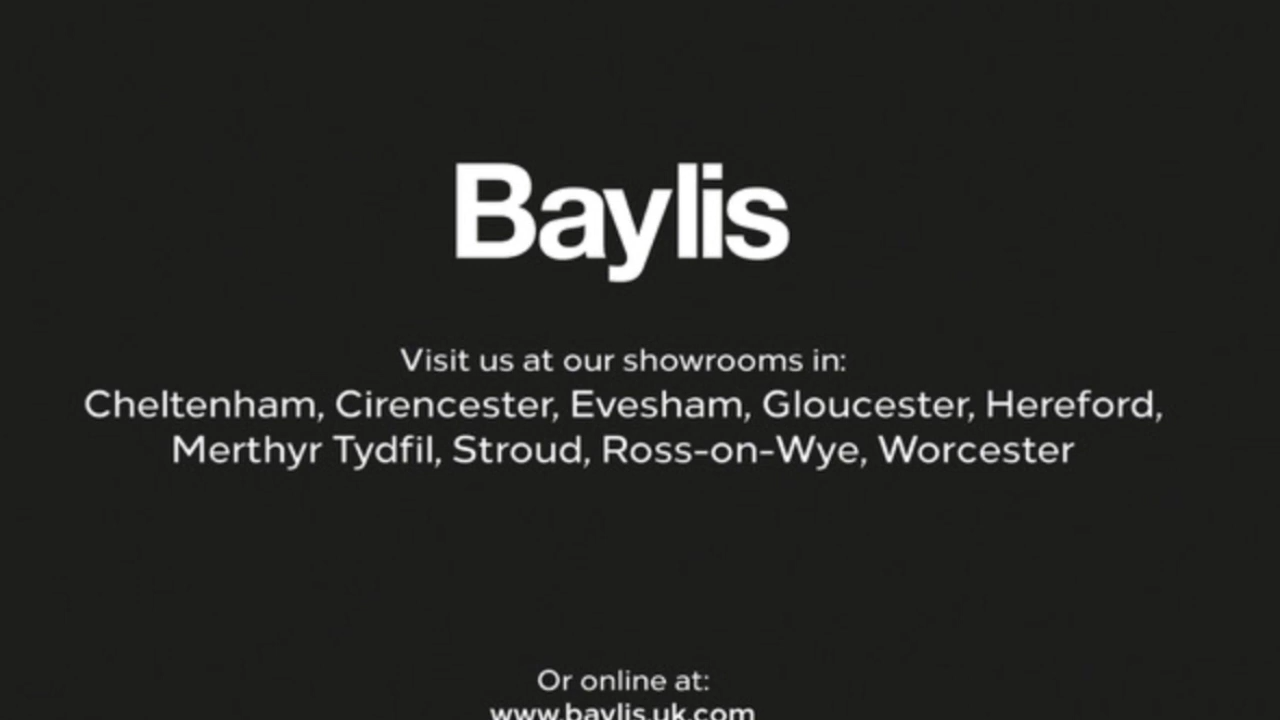 Baylis
Visit us at our showrooms in:
Cheltenham, Cirencester, Evesham, Gloucester, Hereford,
Merthyr Tydfil, Stroud, Ross-on-Wye, Worcester
Or online at:
www.baylis.uk.com